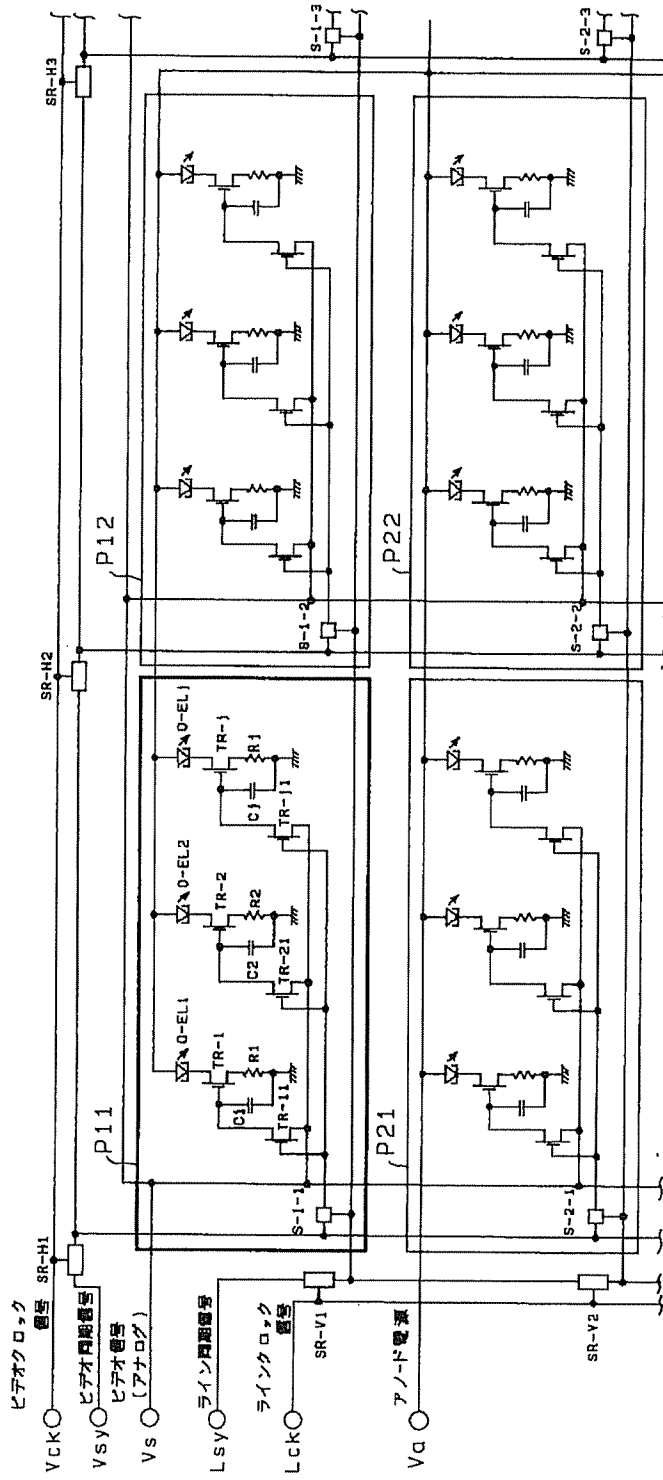 ビデオクロック
信号
Vck
ビデオ同期信号
Vsy
ビデオ信号
(アナログ)
Vs
ライン同期信号
Lsy
ラインクロック
信号
Lck
アノード電源
Va
SR-H1
SR-H2
SR-H3
SR-V1
SR-V2
P11
O-EL1
O-EL2
O-ELj
TR-1
TR-2
TR-j
R1
R2
Rj
C1
C2
Cj
TR-11
TR-21
TR-j1
S-1-1
P12
S-1-2
S-1-3
P21
S-2-1
P22
S-2-2
S-2-3